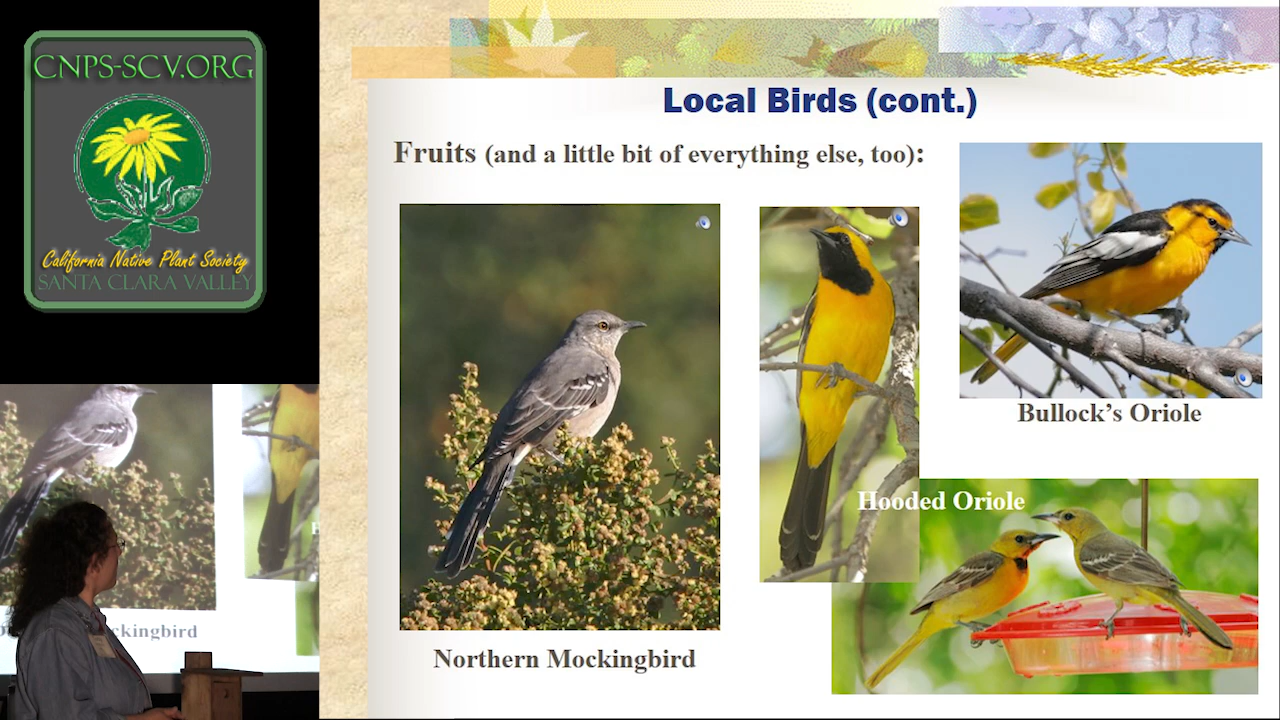 CNPS-SCV.ORG
California Native Plant Society
SANTA CLARA VALLEY
Local Birds (cont.)
Fruits (and a little bit of everything else, too):
Bullock's Oriole
Hooded Oriole
Northern Mockingbird
ckingbird